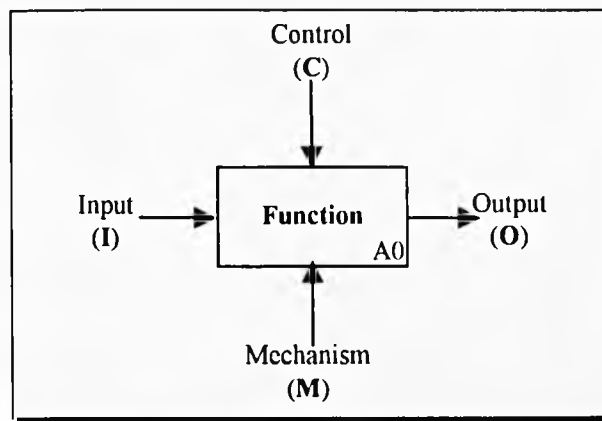 Control
(C)
Input
(I)
Function
A0
Output
(O)
Mechanism
(M)